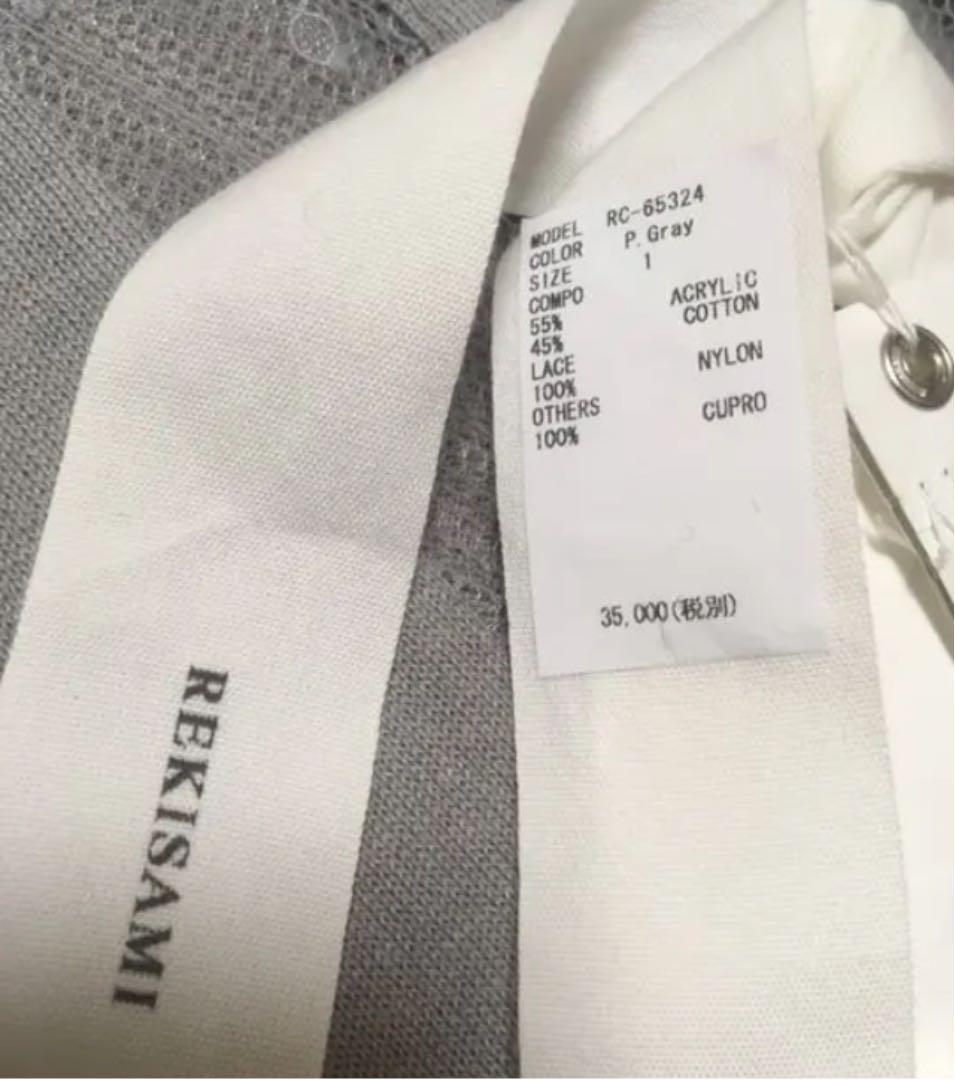 MODEL RC-65324
COLOR P.Gray
SIZE 1
COMPO
55% ACRYLIC
45% COTTON
LACE
100% NYLON
OTHERS
100% CUPRO
35,000(税別)
REKISAMI